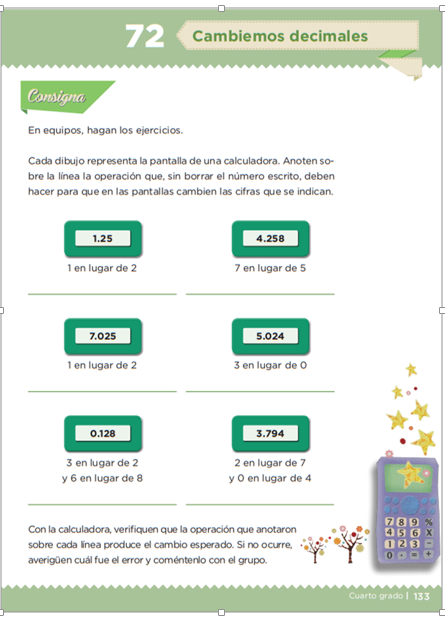 72
Cambiemos decimales
Consigna
En equipos, hagan los ejercicios.
Cada dibujo representa la pantalla de una calculadora. Anoten so-
bre la línea la operación que, sin borrar el número escrito, deben
hacer para que en las pantallas cambien las cifras que se indican.
1.25
4.258
1 en lugar de 2
7 en lugar de 5
7.025
5.024
1 en lugar de 2
3 en lugar de 0
0.128
3.794
3 en lugar de 2
y 6 en lugar de 8
2 en lugar de 7
y 0 en lugar de 4
7 8 9 %
4 5 6 X
1 2 3 -
0 . = +
Con la calculadora, verifiquen que la operación que anotaron
sobre cada línea produce el cambio esperado. Si no ocurre,
averigüen cuál fue el error y coméntenlo con el grupo.
Cuarto grado | 133